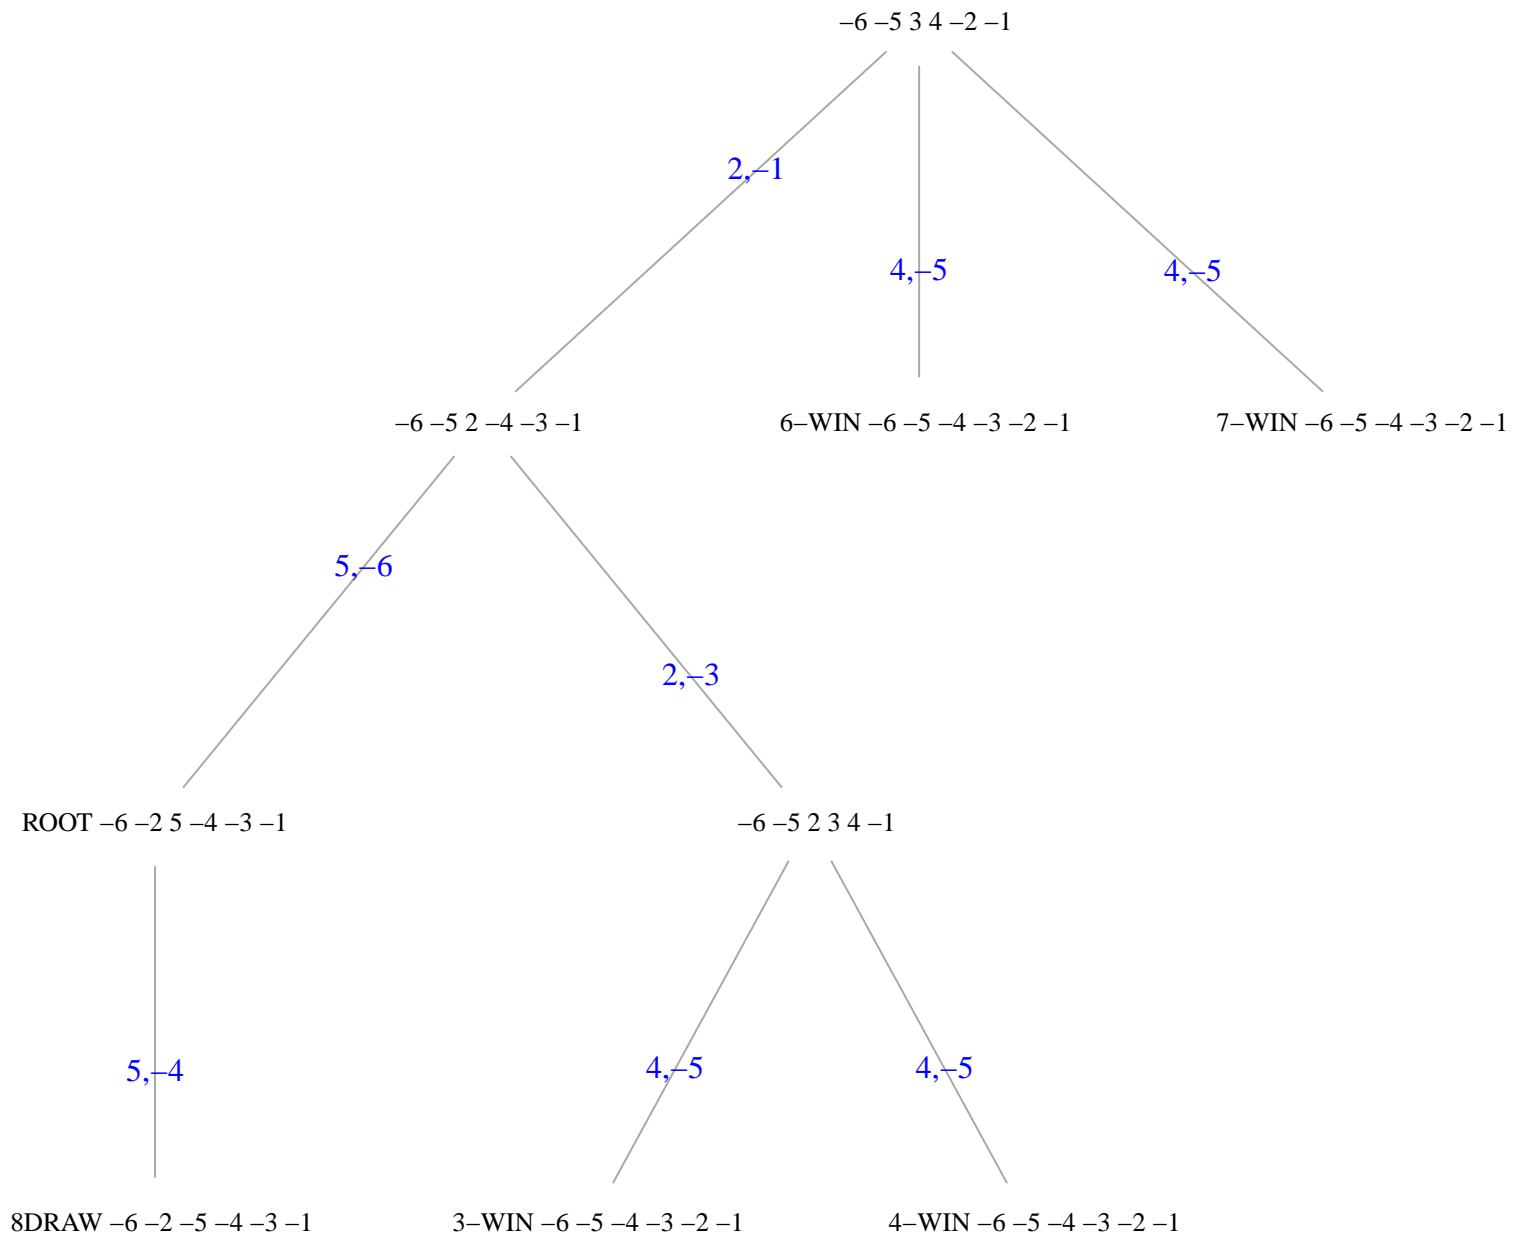 –6 –5 3 4 –2 –1
2,–1
4,–5
4,–5
–6 –5 2 –4 –3 –1
6–WIN –6 –5 –4 –3 –2 –1
7–WIN –6 –5 –4 –3 –2 –1
5,–6
2,–3
ROOT –6 –2 5 –4 –3 –1
–6 –5 2 3 4 –1
5,–4
4,–5
4,–5
8DRAW –6 –2 –5 –4 –3 –1
3–WIN –6 –5 –4 –3 –2 –1
4–WIN –6 –5 –4 –3 –2 –1